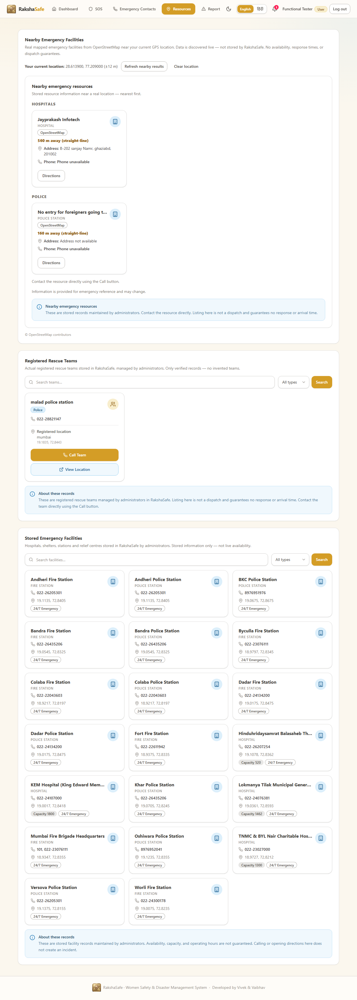 RakshaSafe
Dashboard
SOS
Emergency Contacts
Resources
Report
English
हिंदी
1
Functional Tester
User
Log out
Nearby Emergency Facilities
Real mapped emergency facilities from OpenStreetMap near your current GPS location. Data is discovered live — not stored by RakshaSafe. No availability, response times, or
dispatch guarantees.
Your current location: 28.613900, 77.209000 (±12 m)
Refresh nearby results
Clear location
Nearby emergency resources
Stored resource information near a real location — nearest first.
HOSPITALS
Jayprakash Infotech
HOSPITAL
OpenStreetMap
560 m away (straight-line)
Address: B-202 sanjay Namr, ghaziabd,
201002
Phone: Phone unavailable
Directions
POLICE
No entry for foreigners going t...
POLICE STATION
OpenStreetMap
160 m away (straight-line)
Address: Address not available
Phone: Phone unavailable
Directions
Contact the resource directly using the Call button.
Information is provided for emergency reference and may change.
Nearby emergency resources
These are stored records maintained by administrators. Contact the resource directly. Listing here is not a dispatch and guarantees no response or arrival time.
© OpenStreetMap contributors
Registered Rescue Teams
Actual registered rescue teams stored in RakshaSafe, managed by administrators. Only verified records — no invented teams.
Search teams...
All types
Search
malad police station
Police
022-28821147
Registered location
mumbai
19.1835, 72.8443
Call Team
View Location
About these records
These are registered rescue teams managed by administrators in RakshaSafe. Listing here is not a dispatch and guarantees no response or arrival time. Contact the
team directly using the Call button.
Stored Emergency Facilities
Hospitals, shelters, stations and relief centres stored in RakshaSafe by administrators. Stored information only — not live availability.
Search facilities...
All types
Search
Andheri Fire Station
FIRE STATION
022-26205301
19.1135, 72.8405
24/7 Emergency
Andheri Police Station
POLICE STATION
022-26205301
19.1135, 72.8405
24/7 Emergency
BKC Police Station
POLICE STATION
8976951976
19.0675, 72.8675
24/7 Emergency
Bandra Fire Station
FIRE STATION
022-26435206
19.0545, 72.8325
24/7 Emergency
Bandra Police Station
POLICE STATION
022-26435206
19.0545, 72.8325
24/7 Emergency
Byculla Fire Station
FIRE STATION
022-23076111
18.9797, 72.8345
24/7 Emergency
Colaba Fire Station
FIRE STATION
022-22043603
18.9217, 72.8197
24/7 Emergency
Colaba Police Station
POLICE STATION
022-22043603
18.9217, 72.8197
24/7 Emergency
Dadar Fire Station
FIRE STATION
022-24134200
19.0175, 72.8475
24/7 Emergency
Dadar Police Station
POLICE STATION
022-24134200
19.0175, 72.8475
24/7 Emergency
Fort Fire Station
FIRE STATION
022-22611942
18.9375, 72.8335
24/7 Emergency
Hinduhridaysamrat Balasaheb Th...
HOSPITAL
022-26207254
19.1078, 72.8362
Capacity 520
24/7 Emergency
KEM Hospital (King Edward Mem...
HOSPITAL
022-24107000
19.0017, 72.8418
Capacity 1800
24/7 Emergency
Khar Police Station
POLICE STATION
022-26435206
19.0705, 72.8245
24/7 Emergency
Lokmanya Tilak Municipal Gener...
HOSPITAL
022-24076381
19.0361, 72.8593
Capacity 1462
24/7 Emergency
Mumbai Fire Brigade Headquarters
FIRE STATION
101, 022-23076111
18.9347, 72.8355
24/7 Emergency
Oshiwara Police Station
POLICE STATION
8976952041
19.1235, 72.8355
24/7 Emergency
TNMC & BYL Nair Charitable Hos...
HOSPITAL
022-23027000
18.9727, 72.8212
Capacity 1300
24/7 Emergency
Versova Police Station
POLICE STATION
022-26205301
19.1375, 72.8155
24/7 Emergency
Worli Fire Station
FIRE STATION
022-24300178
19.0075, 72.8235
24/7 Emergency
About these records
These are stored facility records maintained by administrators. Availability, capacity, and operating hours are not guaranteed. Calling or opening directions here does
not create an incident.
RakshaSafe · Women Safety & Disaster Management System · Developed by Vivek & Vaibhav